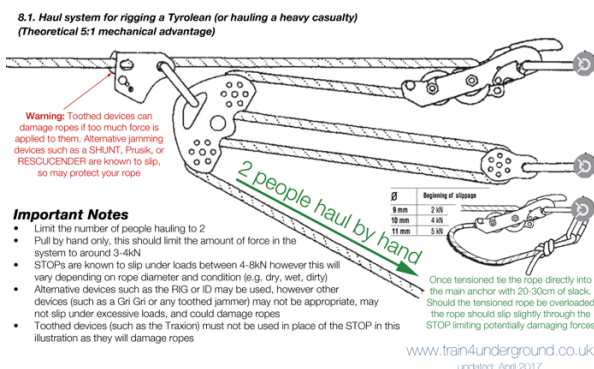 8.1. Haul system for rigging a Tyrolean (or hauling a heavy casualty)
(Theoretical 5:1 mechanical advantage)
Warning: Toothed devices can
damage ropes if too much force is
applied to them. Alternative jamming
devices such as a SHUNT, Prusik, or
RESCUCENDER are known to slip,
so may protect your rope
2 people haul by hand
Ø Beginning of slippage
9 mm 2 kN
10 mm 4 kN
11 mm 5 kN
Important Notes
• Limit the number of people hauling to 2
• Pull by hand only, this should limit the amount of force in the
system to around 3-4kN
• STOPs are known to slip under loads between 4-8kN however this will
vary depending on rope diameter and condition (e.g. dry, wet, dirty)
• Alternative devices such as the RIG or ID may be used, however other
devices (such as a Gri Gri or any toothed jammer) may not be appropriate, may
not slip under excessive loads, and could damage ropes
• Toothed devices (such as the Traxion) must not be used in place of the STOP in this
illustration as they will damage ropes
Once tensioned tie the rope directly into
the main anchor with 20-30cm of slack.
Should the tensioned rope be overloaded
the rope should slip slightly through the
STOP limiting potentially damaging forces
www.train4underground.co.uk
updated: April 2017